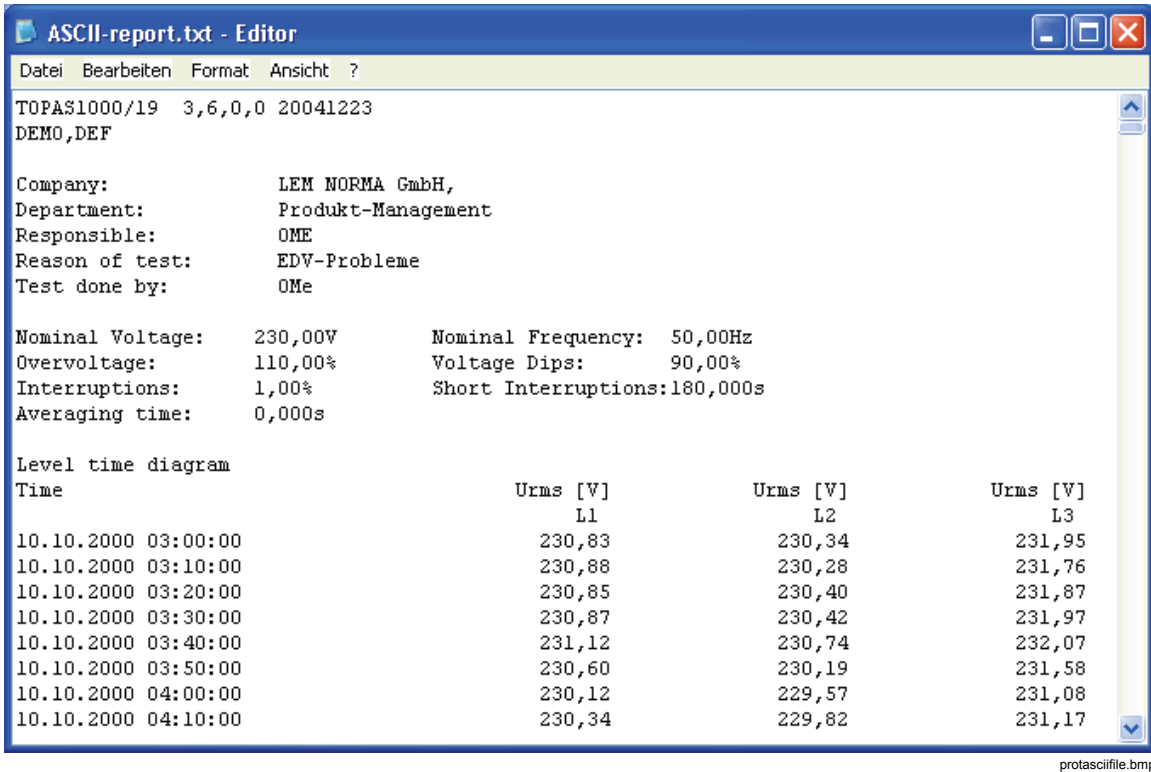 ASCII-report.txt - Editor
Datei Bearbeiten Format Ansicht ?
TOPAS1000/19 3,6,0,0 20041223
DEMO,DEF
Company: LEM NORMA GmbH,
Department: Produkt-Management
Responsible: OME
Reason of test: EDV-Probleme
Test done by: OMe
Nominal Voltage: 230,00V Nominal Frequency: 50,00Hz
Overvoltage: 110,00% Voltage Dips: 90,00%
Interruptions: 1,00% Short Interruptions:180,000s
Averaging time: 0,000s
Level time diagram
Time Urms [V] Urms [V] Urms [V]
L1 L2 L3
10.10.2000 03:00:00 230,83 230,34 231,95
10.10.2000 03:10:00 230,88 230,28 231,76
10.10.2000 03:20:00 230,85 230,40 231,87
10.10.2000 03:30:00 230,87 230,42 231,97
10.10.2000 03:40:00 231,12 230,74 232,07
10.10.2000 03:50:00 230,60 230,19 231,58
10.10.2000 04:00:00 230,12 229,57 231,08
10.10.2000 04:10:00 230,34 229,82 231,17
protasciifile.bmp